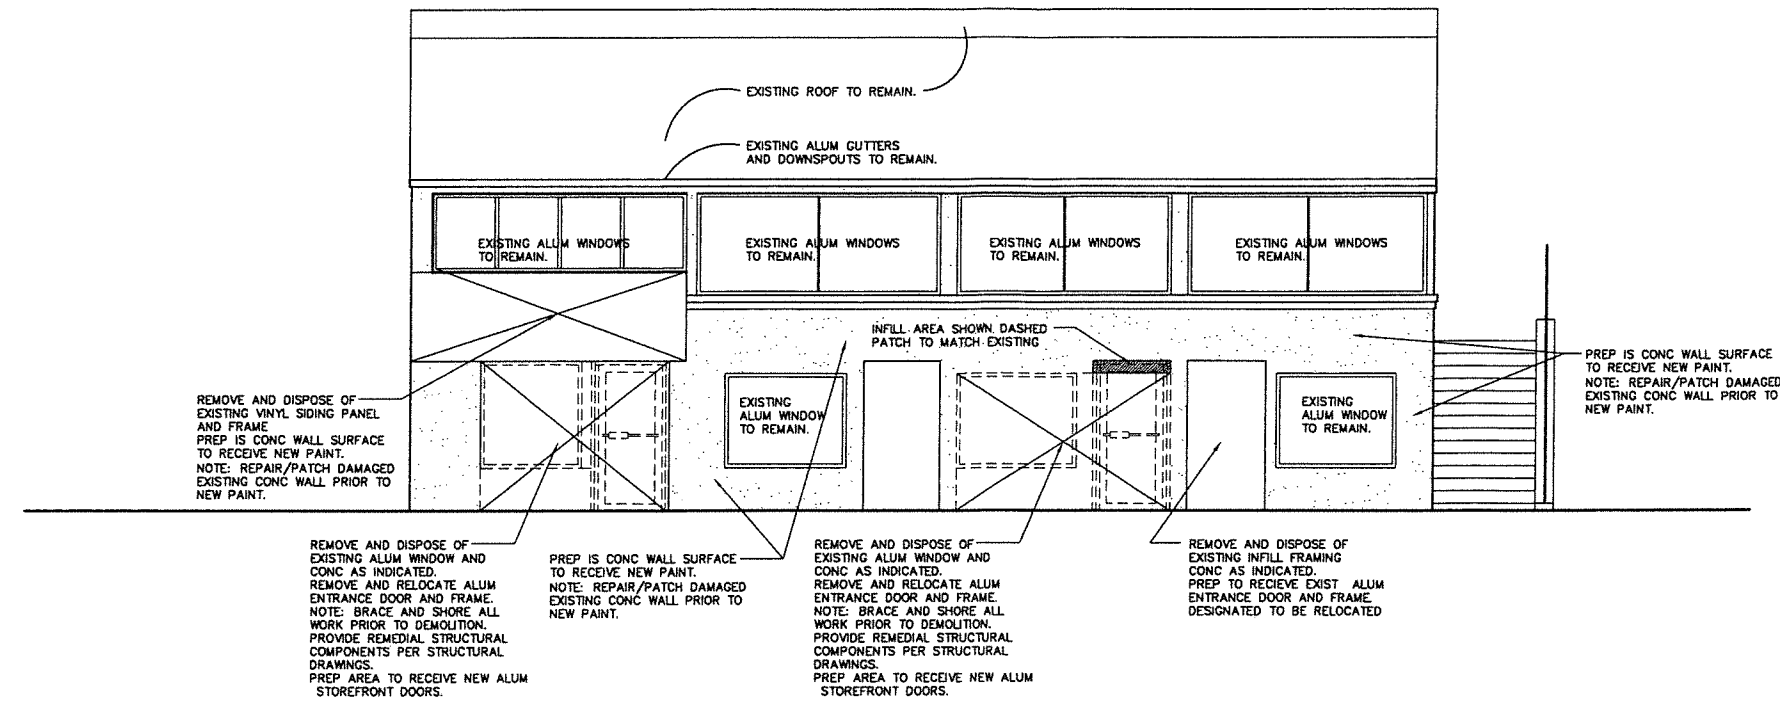 EXISTING ROOF TO REMAIN.
EXISTING ALUM GUTTERS
AND DOWNSPOUTS TO REMAIN.
EXISTING ALUM WINDOWS
TO REMAIN.
EXISTING ALUM WINDOWS
TO REMAIN.
EXISTING ALUM WINDOWS
TO REMAIN.
EXISTING ALUM WINDOWS
TO REMAIN.
INFILL AREA SHOWN DASHED
PATCH TO MATCH EXISTING
PREP IS CONC WALL SURFACE
TO RECEIVE NEW PAINT.
NOTE: REPAIR/PATCH DAMAGED
EXISTING CONC WALL PRIOR TO
NEW PAINT.
REMOVE AND DISPOSE OF
EXISTING VINYL SIDING PANEL
AND FRAME
PREP IS CONC WALL SURFACE
TO RECEIVE NEW PAINT.
NOTE: REPAIR/PATCH DAMAGED
EXISTING CONC WALL PRIOR TO
NEW PAINT.
EXISTING
ALUM WINDOW
TO REMAIN.
EXISTING
ALUM WINDOW
TO REMAIN.
REMOVE AND DISPOSE OF
EXISTING ALUM WINDOW AND
CONC AS INDICATED.
REMOVE AND RELOCATE ALUM
ENTRANCE DOOR AND FRAME.
NOTE: BRACE AND SHORE ALL
WORK PRIOR TO DEMOLITION.
PROVIDE REMEDIAL STRUCTURAL
COMPONENTS PER STRUCTURAL
DRAWINGS.
PREP AREA TO RECEIVE NEW ALUM
STOREFRONT DOORS.
PREP IS CONC WALL SURFACE
TO RECEIVE NEW PAINT.
NOTE: REPAIR/PATCH DAMAGED
EXISTING CONC WALL PRIOR TO
NEW PAINT.
REMOVE AND DISPOSE OF
EXISTING ALUM WINDOW AND
CONC AS INDICATED.
REMOVE AND RELOCATE ALUM
ENTRANCE DOOR AND FRAME.
NOTE: BRACE AND SHORE ALL
WORK PRIOR TO DEMOLITION.
PROVIDE REMEDIAL STRUCTURAL
COMPONENTS PER STRUCTURAL
DRAWINGS.
PREP AREA TO RECEIVE NEW ALUM
STOREFRONT DOORS.
REMOVE AND DISPOSE OF
EXISTING INFILL FRAMING
CONC AS INDICATED.
PREP TO RECIEVE EXIST ALUM
ENTRANCE DOOR AND FRAME
DESIGNATED TO BE RELOCATED